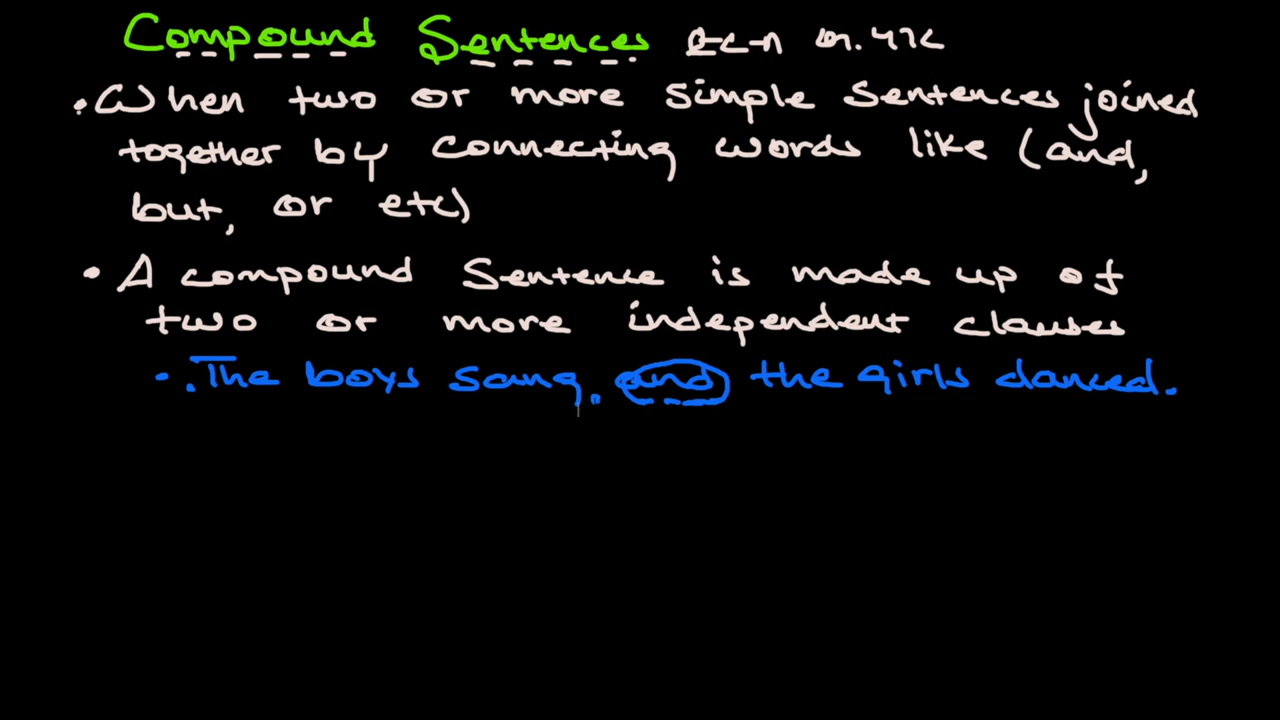 Compound Sentences
• When two or more simple sentences joined
together by connecting words like (and,
but, or etc)
• A compound Sentence is made up of
two or more independent clauses
• The boys sang, and the girls danced.